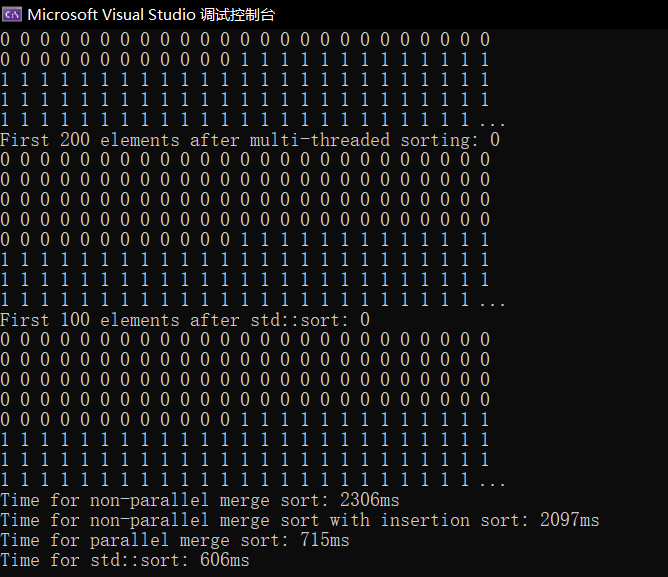 Microsoft Visual Studio 调试控制台
0 0 0 0 0 0 0 0 0 0 0 0 0 0 0 0 0 0 0 0 0 0 0 0 0
0 0 0 0 0 0 0 0 0 0 0 0 1 1 1 1 1 1 1 1 1 1 1 1 1
1 1 1 1 1 1 1 1 1 1 1 1 1 1 1 1 1 1 1 1 1 1 1 1 1
1 1 1 1 1 1 1 1 1 1 1 1 1 1 1 1 1 1 1 1 1 1 1 1 1
1 1 1 1 1 1 1 1 1 1 1 1 1 1 1 1 1 1 1 1 1 1 1 1 ...
First 200 elements after multi-threaded sorting: 0
0 0 0 0 0 0 0 0 0 0 0 0 0 0 0 0 0 0 0 0 0 0 0 0 0
0 0 0 0 0 0 0 0 0 0 0 0 0 0 0 0 0 0 0 0 0 0 0 0 0
0 0 0 0 0 0 0 0 0 0 0 0 0 0 0 0 0 0 0 0 0 0 0 0 0
0 0 0 0 0 0 0 0 0 0 0 0 0 0 0 0 0 0 0 0 0 0 0 0 0
0 0 0 0 0 0 0 0 0 0 0 0 1 1 1 1 1 1 1 1 1 1 1 1 1
1 1 1 1 1 1 1 1 1 1 1 1 1 1 1 1 1 1 1 1 1 1 1 1 1
1 1 1 1 1 1 1 1 1 1 1 1 1 1 1 1 1 1 1 1 1 1 1 1 1
1 1 1 1 1 1 1 1 1 1 1 1 1 1 1 1 1 1 1 1 1 1 1 1 ...
First 100 elements after std::sort: 0
0 0 0 0 0 0 0 0 0 0 0 0 0 0 0 0 0 0 0 0 0 0 0 0 0
0 0 0 0 0 0 0 0 0 0 0 0 0 0 0 0 0 0 0 0 0 0 0 0 0
0 0 0 0 0 0 0 0 0 0 0 0 0 0 0 0 0 0 0 0 0 0 0 0 0
0 0 0 0 0 0 0 0 0 0 0 0 0 0 0 0 0 0 0 0 0 0 0 0 0
0 0 0 0 0 0 0 0 0 0 0 0 1 1 1 1 1 1 1 1 1 1 1 1 1
1 1 1 1 1 1 1 1 1 1 1 1 1 1 1 1 1 1 1 1 1 1 1 1 1
1 1 1 1 1 1 1 1 1 1 1 1 1 1 1 1 1 1 1 1 1 1 1 1 1
1 1 1 1 1 1 1 1 1 1 1 1 1 1 1 1 1 1 1 1 1 1 1 1 ...
Time for non-parallel merge sort: 2306ms
Time for non-parallel merge sort with insertion sort: 2097ms
Time for parallel merge sort: 715ms
Time for std::sort: 606ms